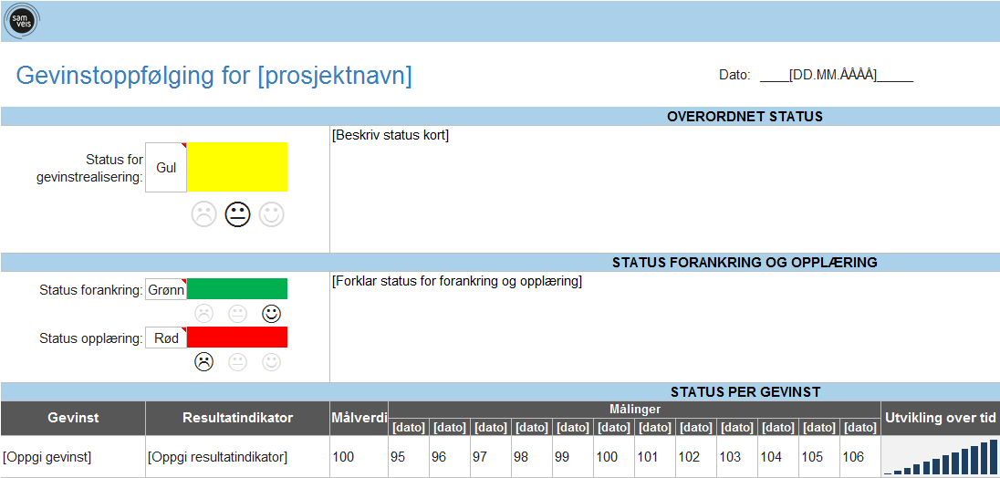 sam
veis
Gevinstoppfølging for [prosjektnavn]
Dato: ____[DD.MM.ÅÅÅÅ]_____
OVERORDNET STATUS
Status for
gevinstrealisering:
Gul
[Beskriv status kort]
STATUS FORANKRING OG OPPLÆRING
Status forankring: Grønn
[Forklar status for forankring og opplæring]
Status opplæring: Rød
STATUS PER GEVINST
Gevinst Resultatindikator Målverdi Målinger Utvikling over tid
[dato] [dato] [dato] [dato] [dato] [dato] [dato] [dato] [dato] [dato] [dato] [dato]
[Oppgi gevinst] [Oppgi resultatindikator] 100 95 96 97 98 99 100 101 102 103 104 105 106